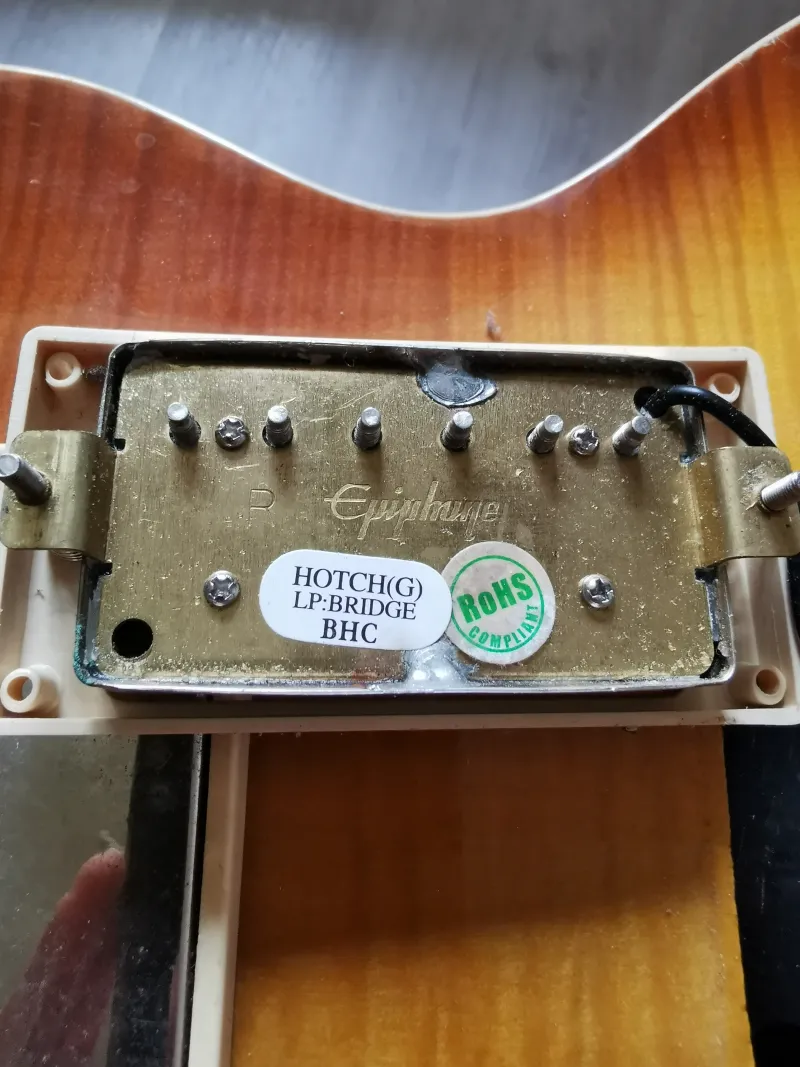 R
Epiphone
HOTCH(G)
LP:BRIDGE
BHC
RoHS
COMPLIANT